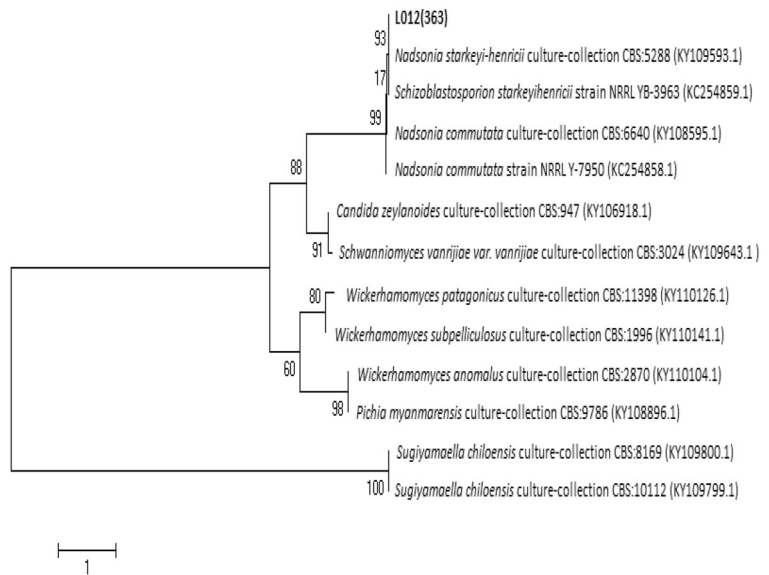 L012(363)
93
Nadsonia starkeyi-henricii culture-collection CBS:5288 (KY109593.1)
17
Schizoblastosporion starkeyihenricii strain NRRL YB-3963 (KC254859.1)
99
Nadsonia commutata culture-collection CBS:6640 (KY108595.1)
88
Nadsonia commutata strain NRRL Y-7950 (KC254858.1)
Candida zeylanoides culture-collection CBS:947 (KY106918.1)
91
Schwanniomyces vanrijiae var. vanrijiae culture-collection CBS:3024 (KY109643.1 )
80
Wickerhamomyces patagonicus culture-collection CBS:11398 (KY110126.1)
Wickerhamomyces subpelliculosus culture-collection CBS:1996 (KY110141.1)
60
Wickerhamomyces anomalus culture-collection CBS:2870 (KY110104.1)
98
Pichia myanmarensis culture-collection CBS:9786 (KY108896.1)
Sugiyamaella chiloensis culture-collection CBS:8169 (KY109800.1)
100
Sugiyamaella chiloensis culture-collection CBS:10112 (KY109799.1)
1